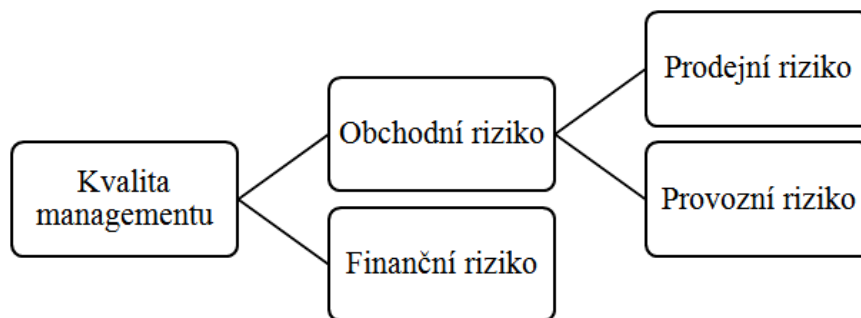 Kvalita
managementu
Obchodní riziko
Finanční riziko
Prodejní riziko
Provozní riziko